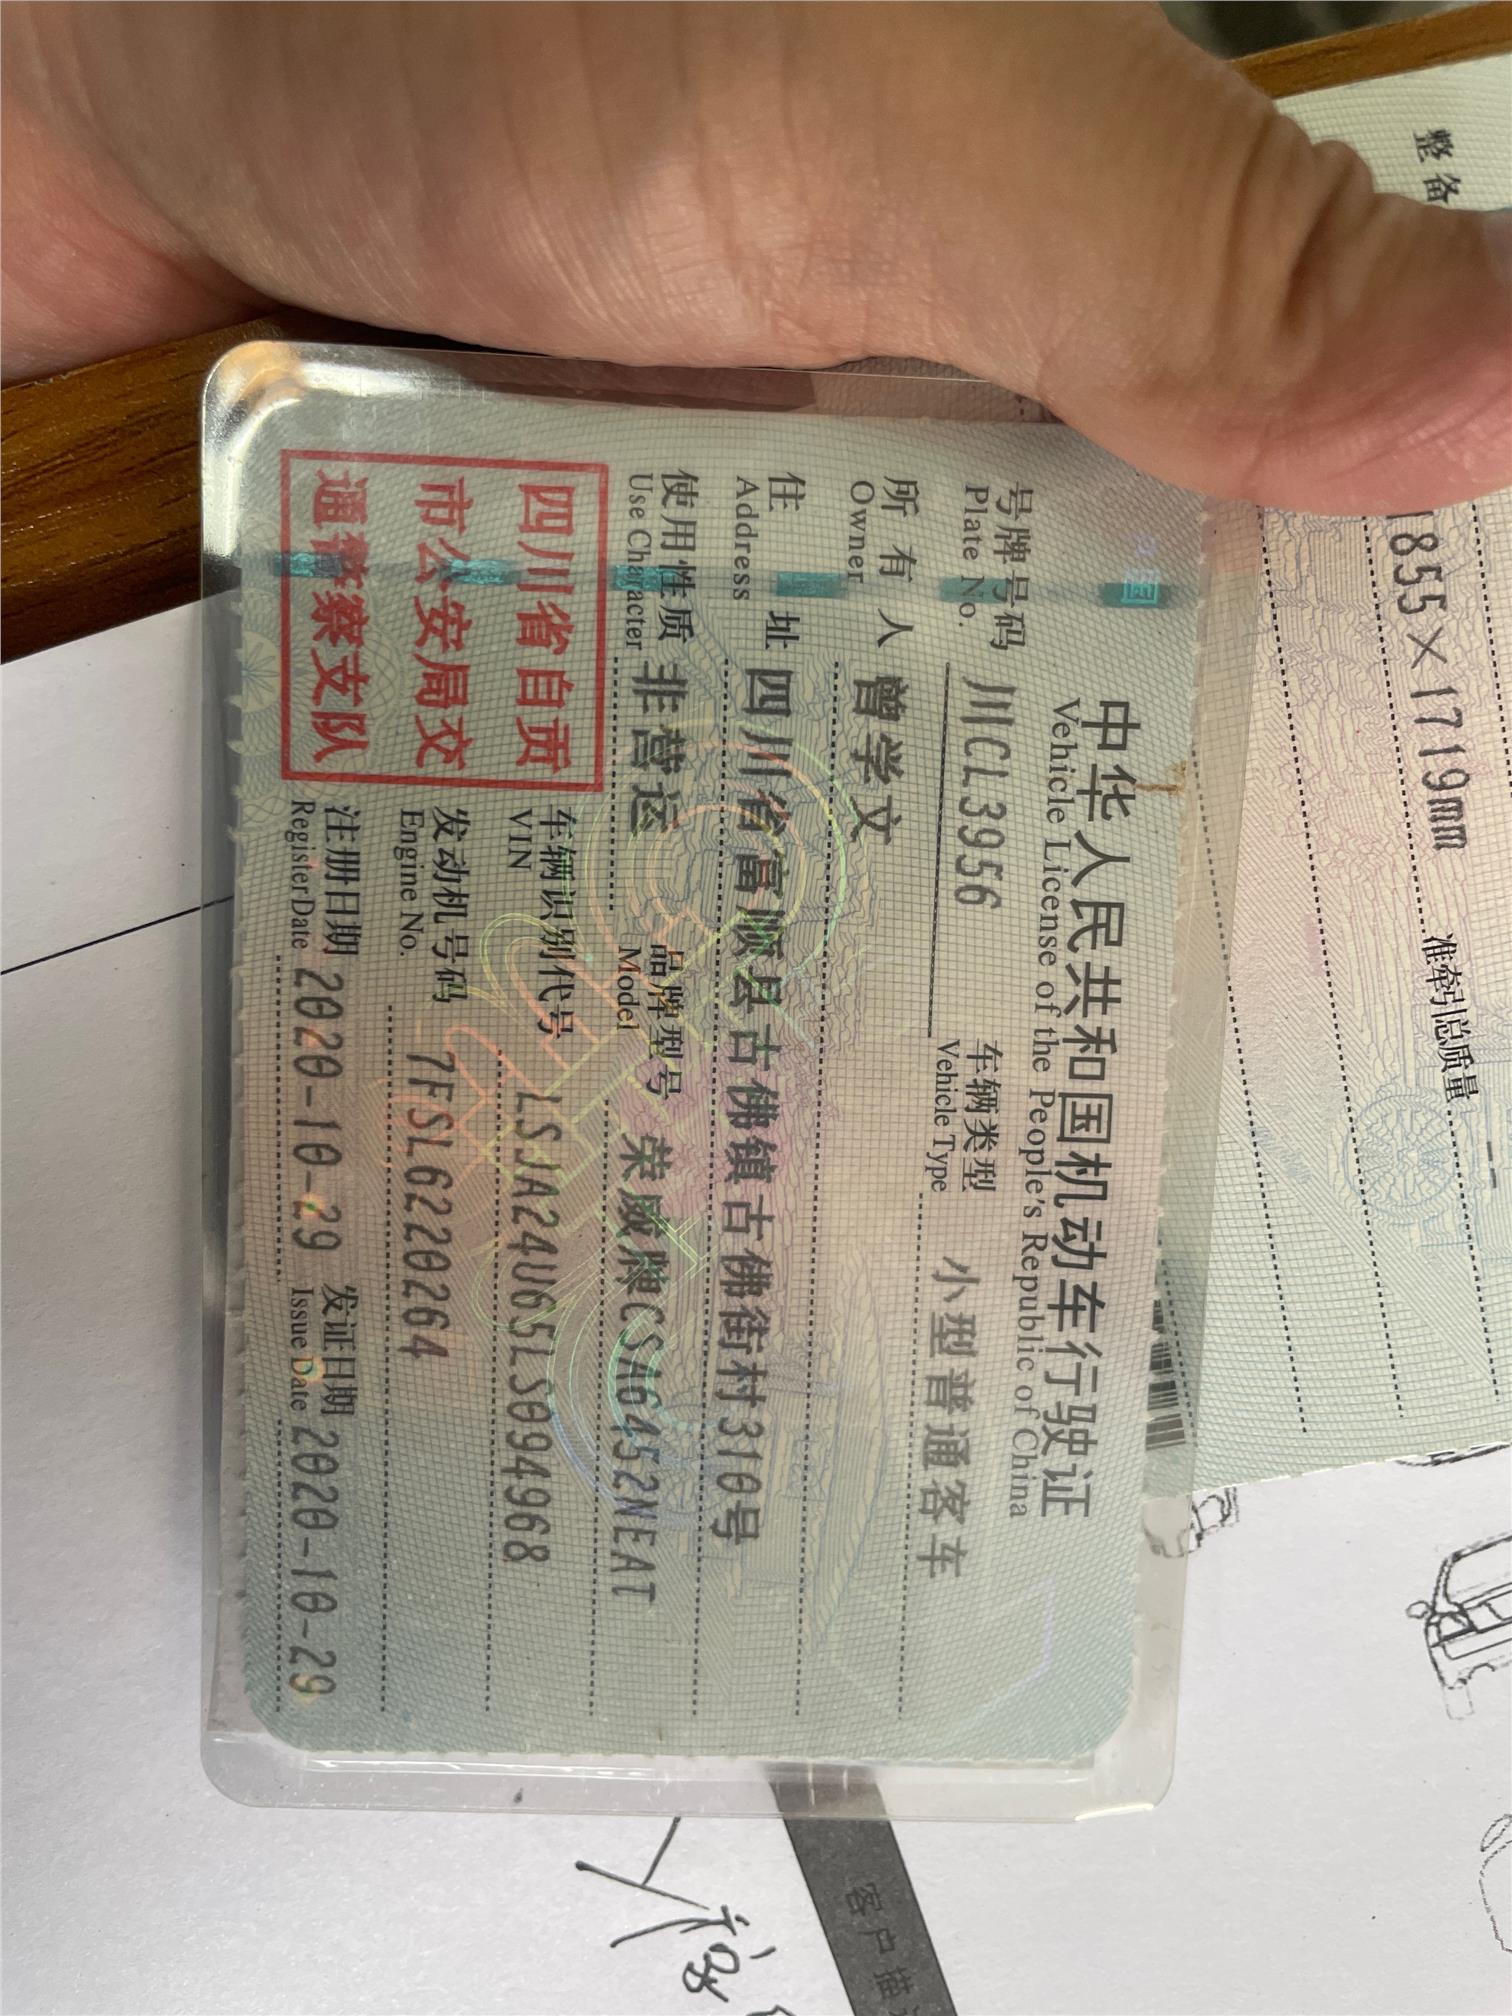 中华人民共和国机动车行驶证
Vehicle License of the People's Republic of China
号牌号码 川CL3956 车辆类型 小型普通客车
Plate No. Vehicle Type
所有人 曾学文
Owner
住址 四川省富顺县古佛镇古佛街村310号
Address
使用性质 非营运 品牌型号 荣威牌CSA6452NEAT
Use Character Model
四川省自贡
市公安局交
通警察支队
车辆识别代号 LSJA24U65LS094968
VIN
发动机号码 7FSL6220264
Engine No.
注册日期 2020-10-29 发证日期 2020-10-29
Register Date Issue Date
整备
855×1719mm 准牵引总质量 --
客户描